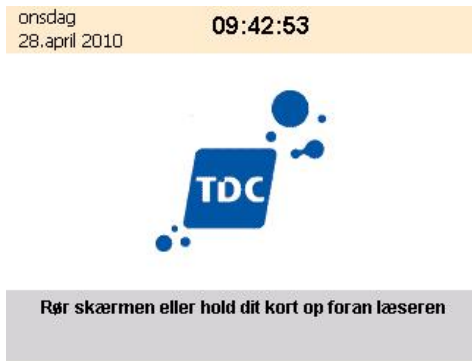 onsdag
28.april 2010
09:42:53
TDC
Rør skærmen eller hold dit kort op foran læseren